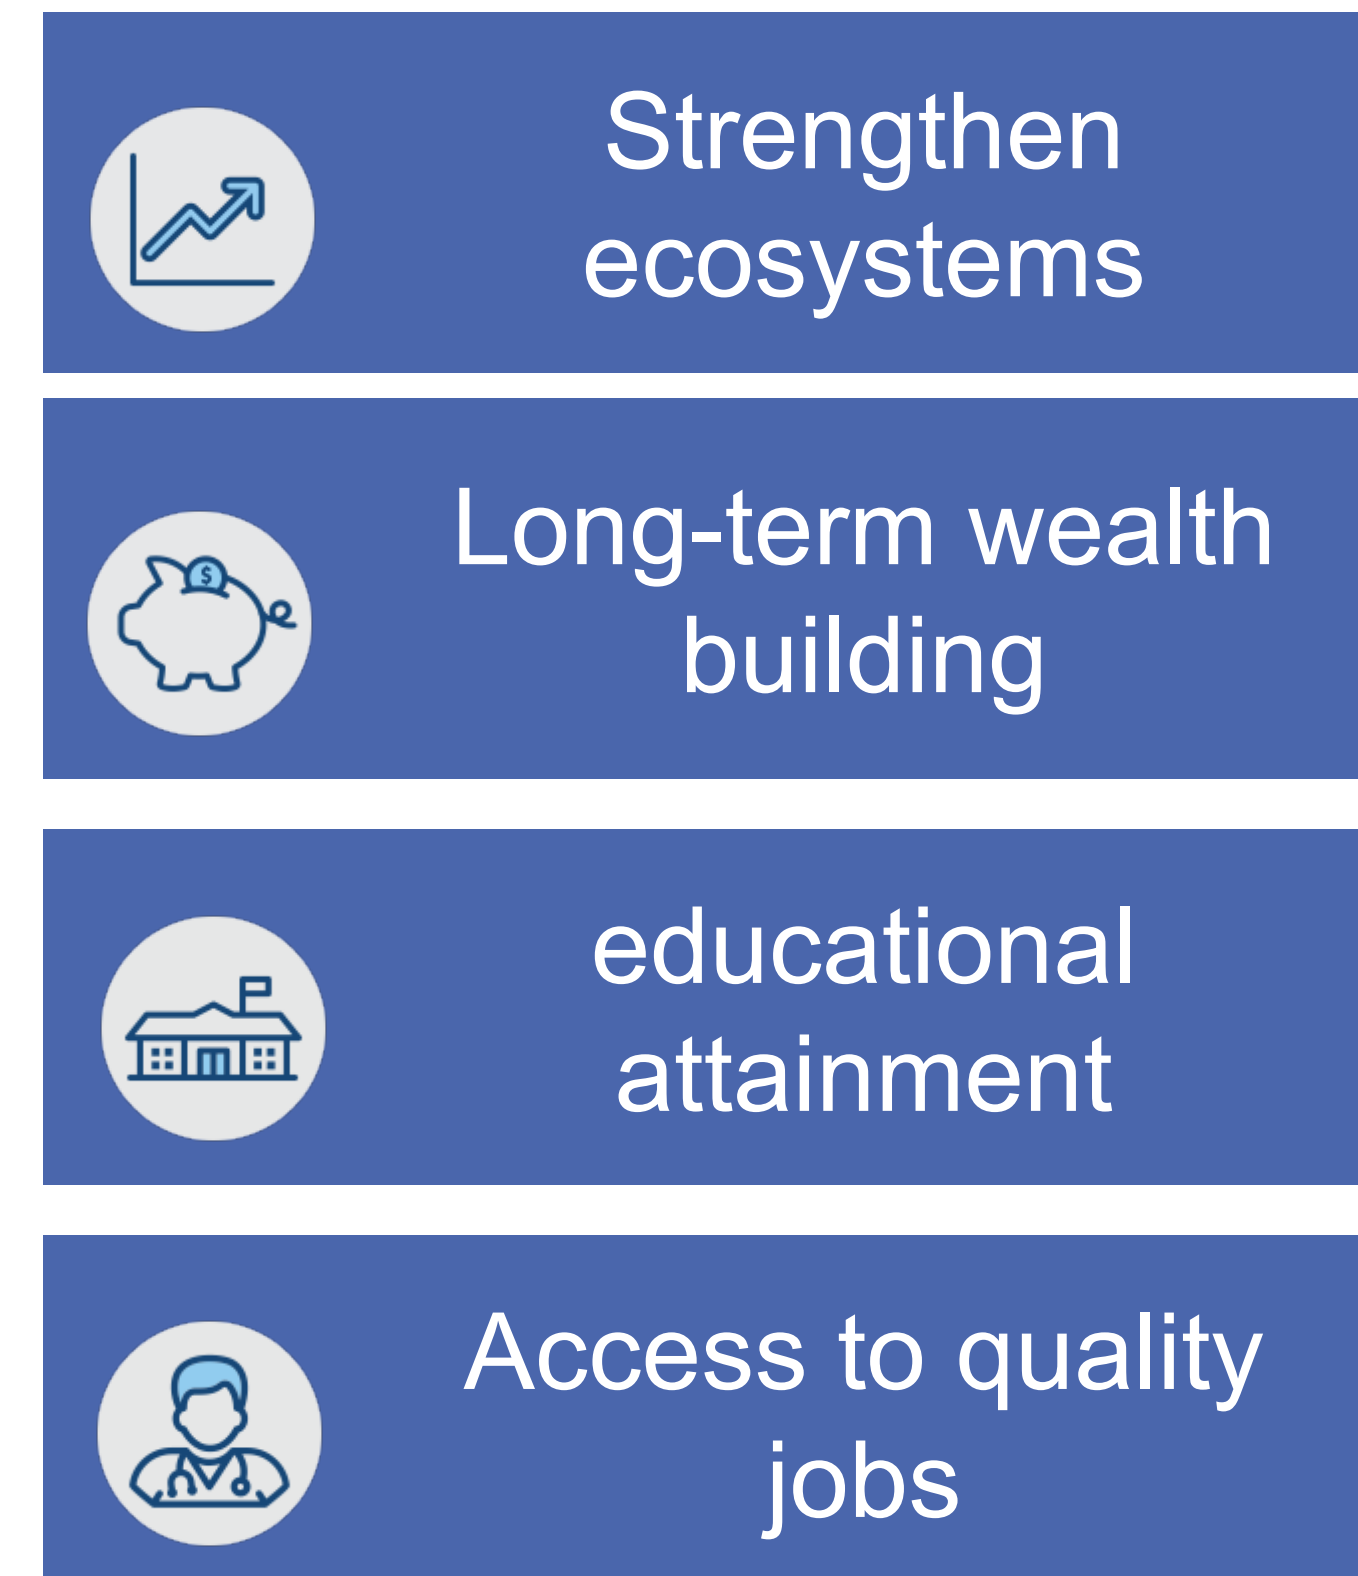 Strengthen
ecosystems
$
Long-term wealth
building
educational
attainment
Access to quality
jobs